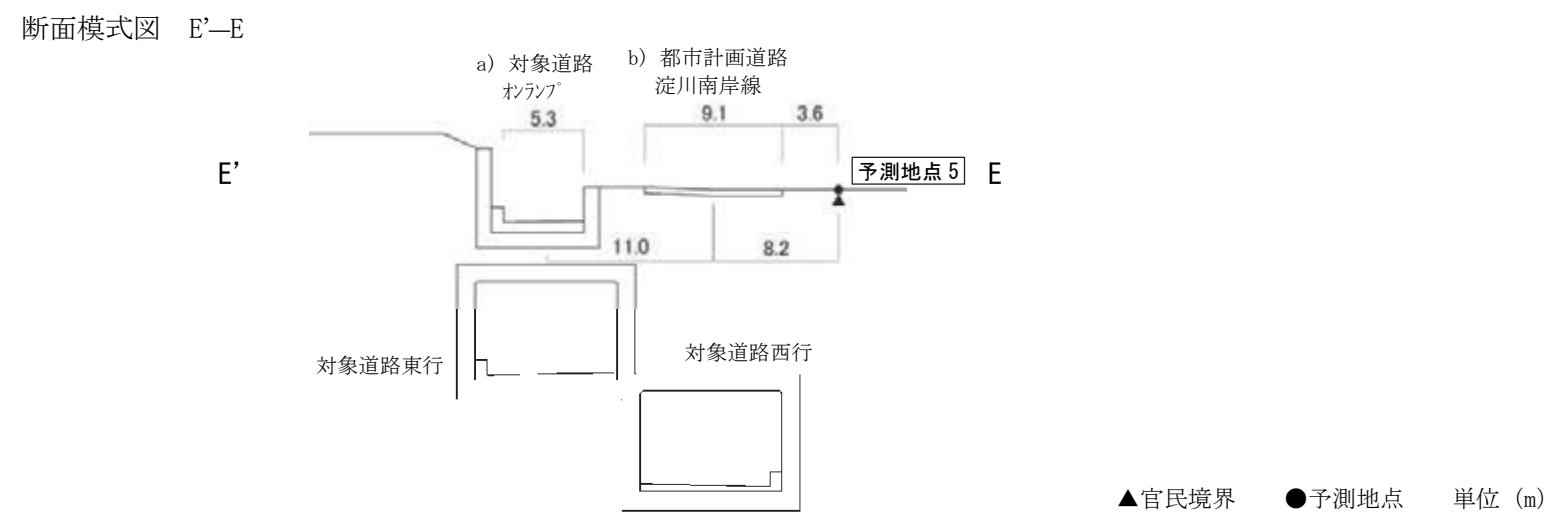 断面模式図 E’―E
a) 対象道路
ｵﾝﾗﾝﾌﾟ
b) 都市計画道路
淀川南岸線
5.3
9.1
3.6
E’
予測地点 5
E
11.0
8.2
対象道路東行
対象道路西行
▲官民境界 ●予測地点 単位 (m)